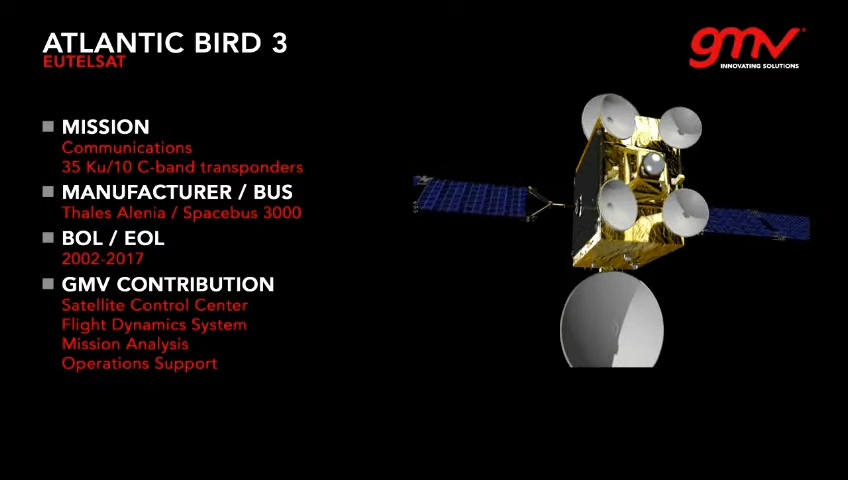 ATLANTIC BIRD 3
EUTELSAT
gmv
INNOVATING SOLUTIONS
MISSION
Communications
35 Ku/10 C-band transponders
MANUFACTURER / BUS
Thales Alenia / Spacebus 3000
BOL / EOL
2002-2017
GMV CONTRIBUTION
Satellite Control Center
Flight Dynamics System
Mission Analysis
Operations Support